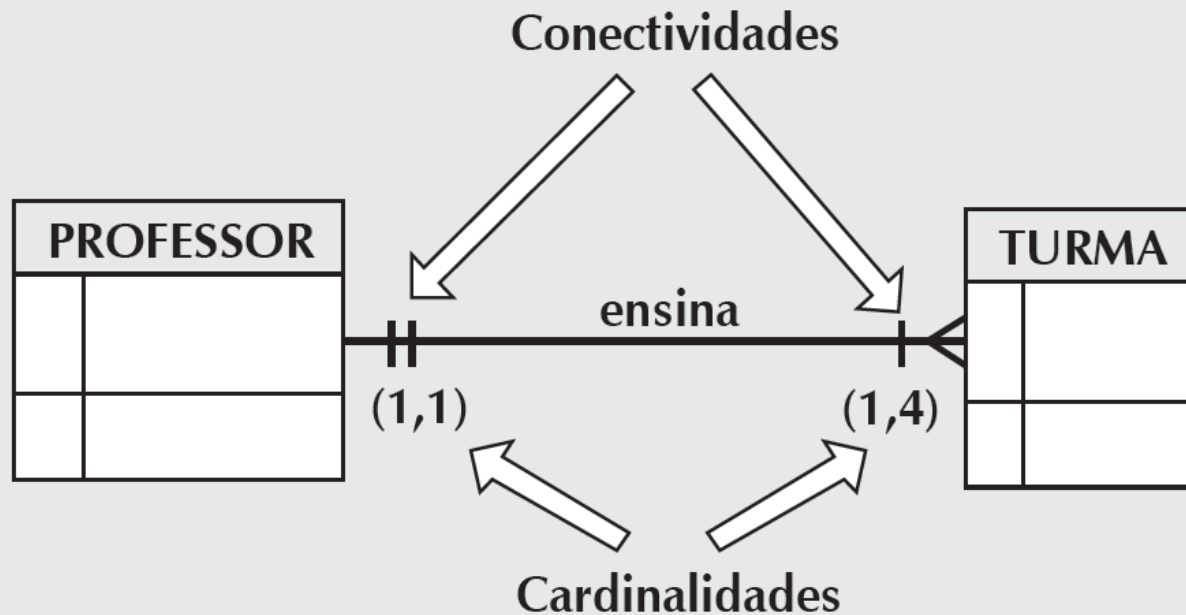 Conectividades
PROFESSOR
TURMA
ensina
(1,1)
(1,4)
Cardinalidades